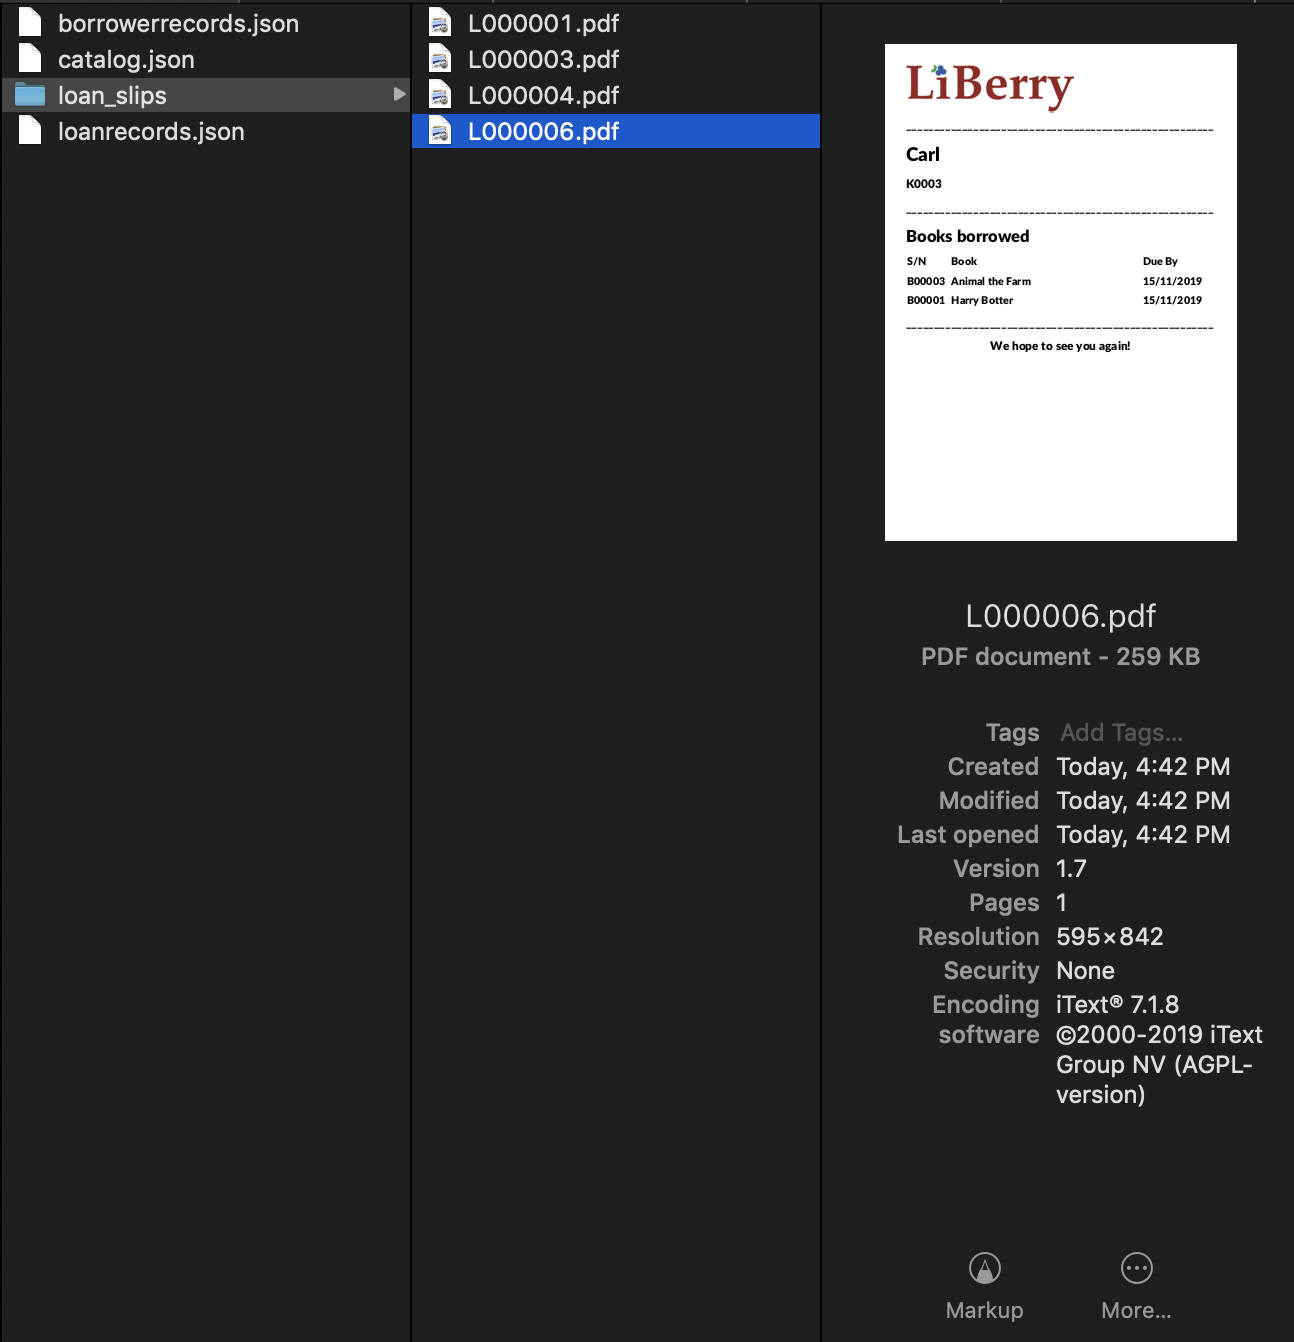 borrowerrecords.json
catalog.json
loan_slips
loanrecords.json
L000001.pdf
L000003.pdf
L000004.pdf
L000006.pdf
LiBerry
Carl
K0003
Books borrowed
S/N Book Due By
B00003 Animal the Farm 15/11/2019
B00001 Harry Botter 15/11/2019
We hope to see you again!
L000006.pdf
PDF document - 259 KB
Tags Add Tags...
Created Today, 4:42 PM
Modified Today, 4:42 PM
Last opened Today, 4:42 PM
Version 1.7
Pages 1
Resolution 595×842
Security None
Encoding iText® 7.1.8
software ©2000-2019 iText
Group NV (AGPL-
version)
Markup More...